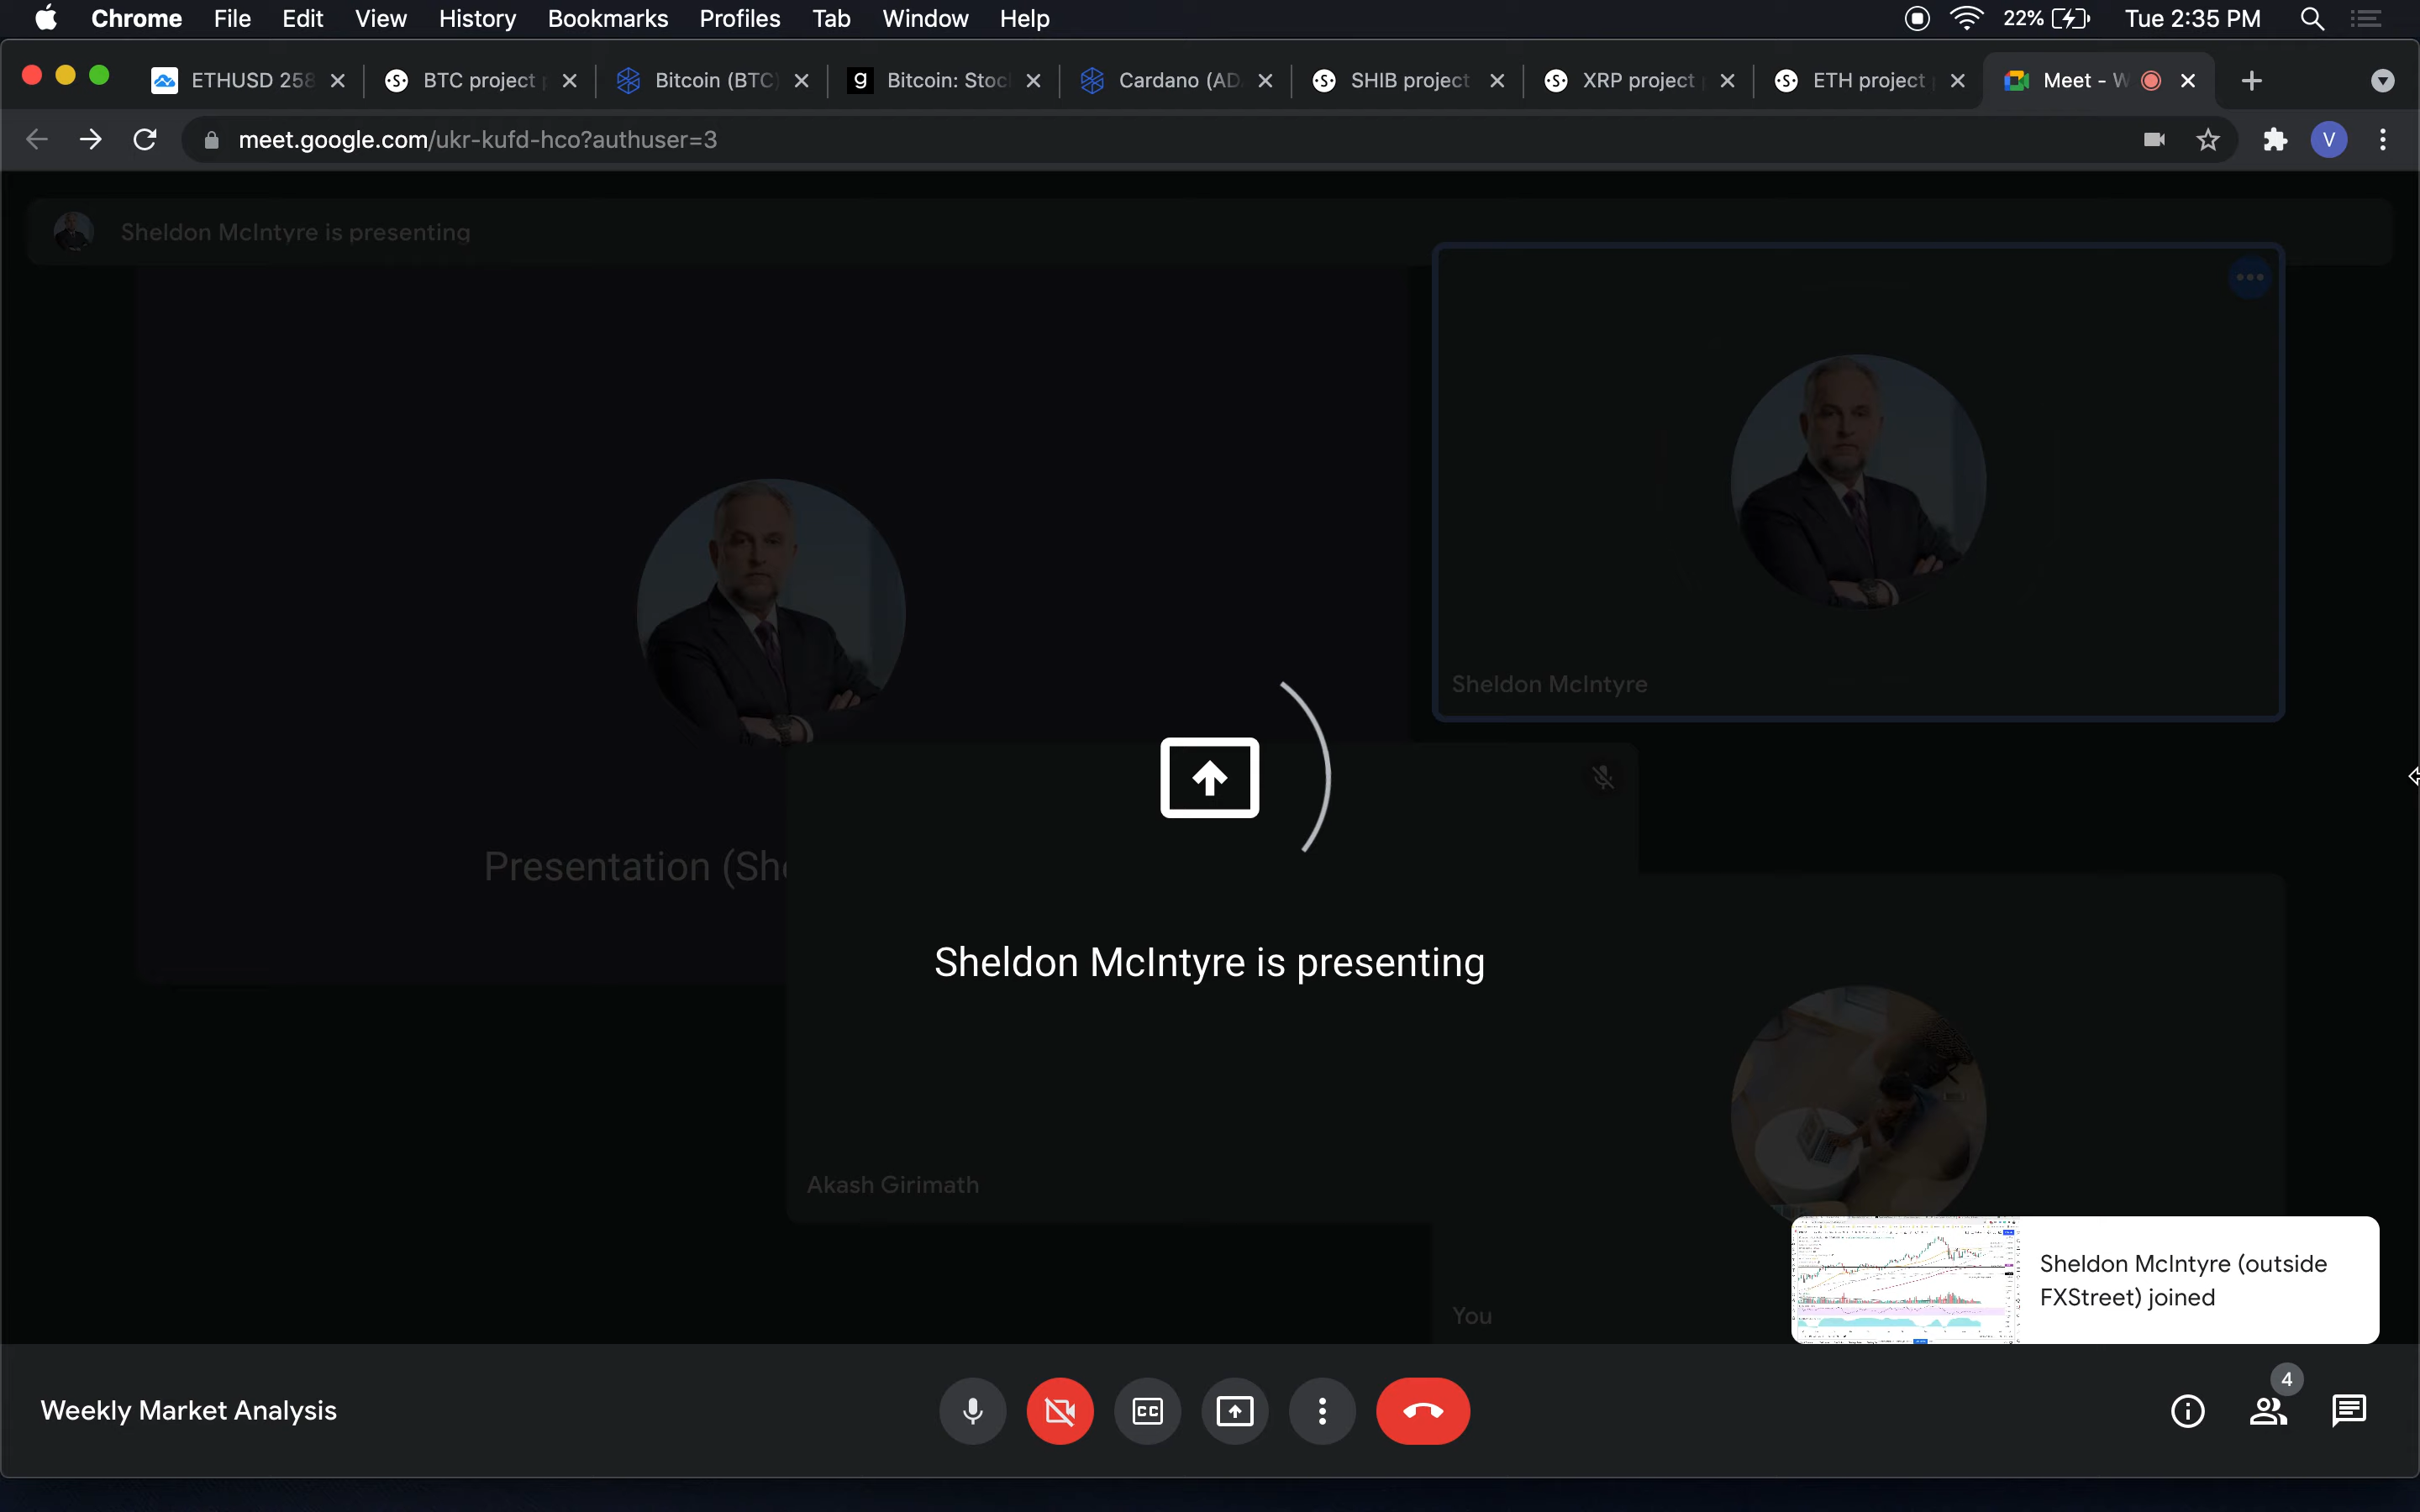 Chrome File Edit View History Bookmarks Profiles Tab Window Help 22% Tue 2:35 PM
ETHUSD 258 BTC project Bitcoin (BTC) g Bitcoin: Stoc Cardano (AD SHIB project XRP project ETH project Meet - W
meet.google.com/ukr-kufd-hco?authuser=3 V
Sheldon McIntyre is presenting
Sheldon McIntyre
Presentation (She
Sheldon McIntyre is presenting
Akash Girimath
Sheldon McIntyre (outside
FXStreet) joined
You
4
Weekly Market Analysis CC